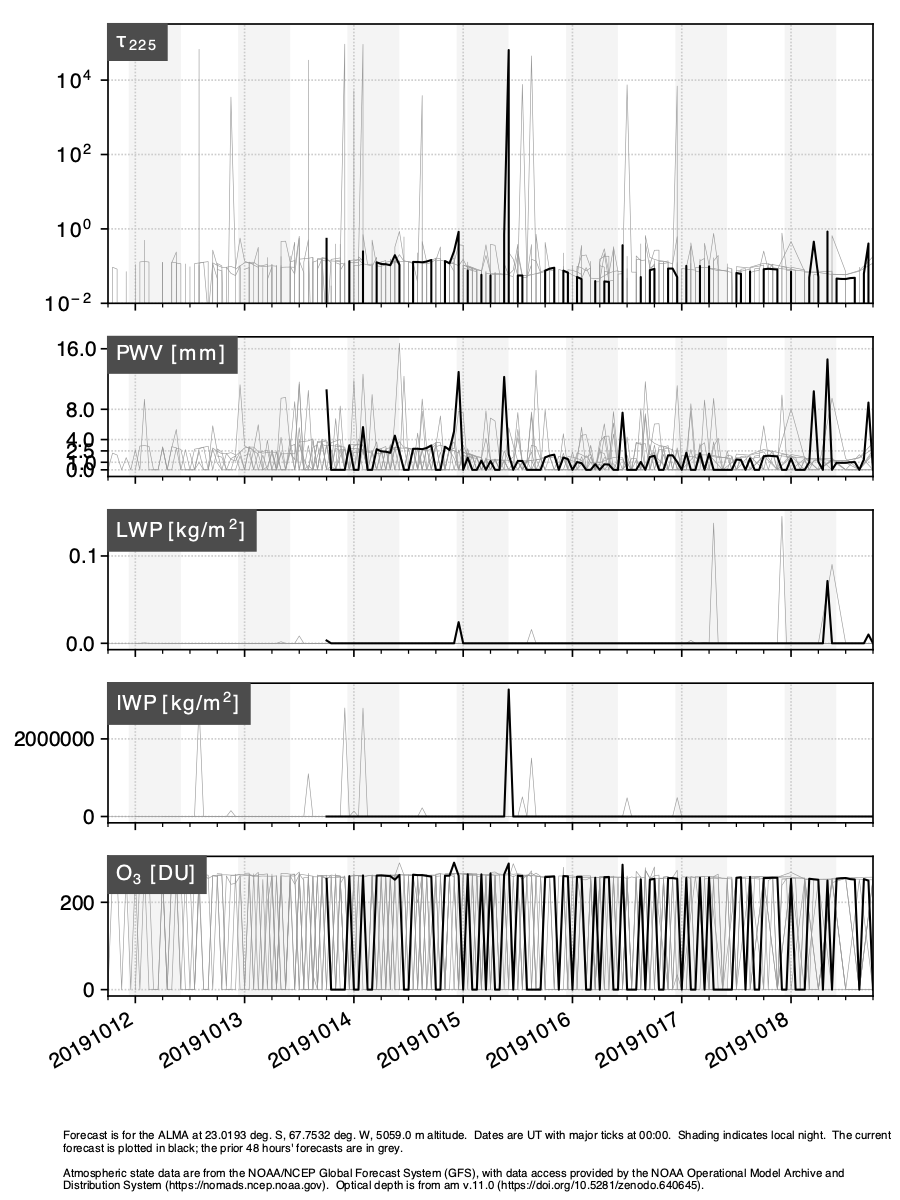 τ225
10^4
10^2
10^0
10^−2
PWV [mm]
16.0
8.0
4.0
2.5
1.0
0.0
LWP [kg/m^2]
0.1
0.0
IWP [kg/m^2]
2000000
0
O3 [DU]
200
0
20191012 20191013 20191014 20191015 20191016 20191017 20191018
Forecast is for the ALMA at 23.0193 deg. S, 67.7532 deg. W, 5059.0 m altitude.  Dates are UT with major ticks at 00:00.  Shading indicates local night.  The current
forecast is plotted in black; the prior 48 hours' forecasts are in grey.
Atmospheric state data are from the NOAA/NCEP Global Forecast System (GFS), with data access provided by the NOAA Operational Model Archive and
Distribution System (https://nomads.ncep.noaa.gov).  Optical depth is from am v.11.0 (https://doi.org/10.5281/zenodo.640645).